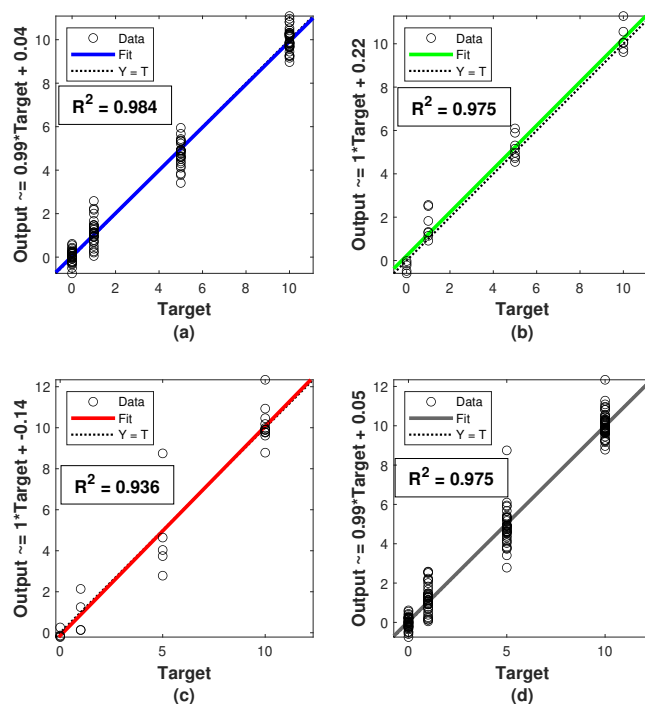 Output ~= 0.99*Target + 0.04
10
8
6
4
2
0
Data
Fit
Y = T
R² = 0.984
0 2 4 6 8 10
Target
(a)
Output ~= 1*Target + 0.22
10
8
6
4
2
0
Data
Fit
Y = T
R² = 0.975
0 2 4 6 8 10
Target
(b)
Output ~= 1*Target + -0.14
12
10
8
6
4
2
0
Data
Fit
Y = T
R² = 0.936
0 5 10
Target
(c)
Output ~= 0.99*Target + 0.05
12
10
8
6
4
2
0
Data
Fit
Y = T
R² = 0.975
0 5 10
Target
(d)